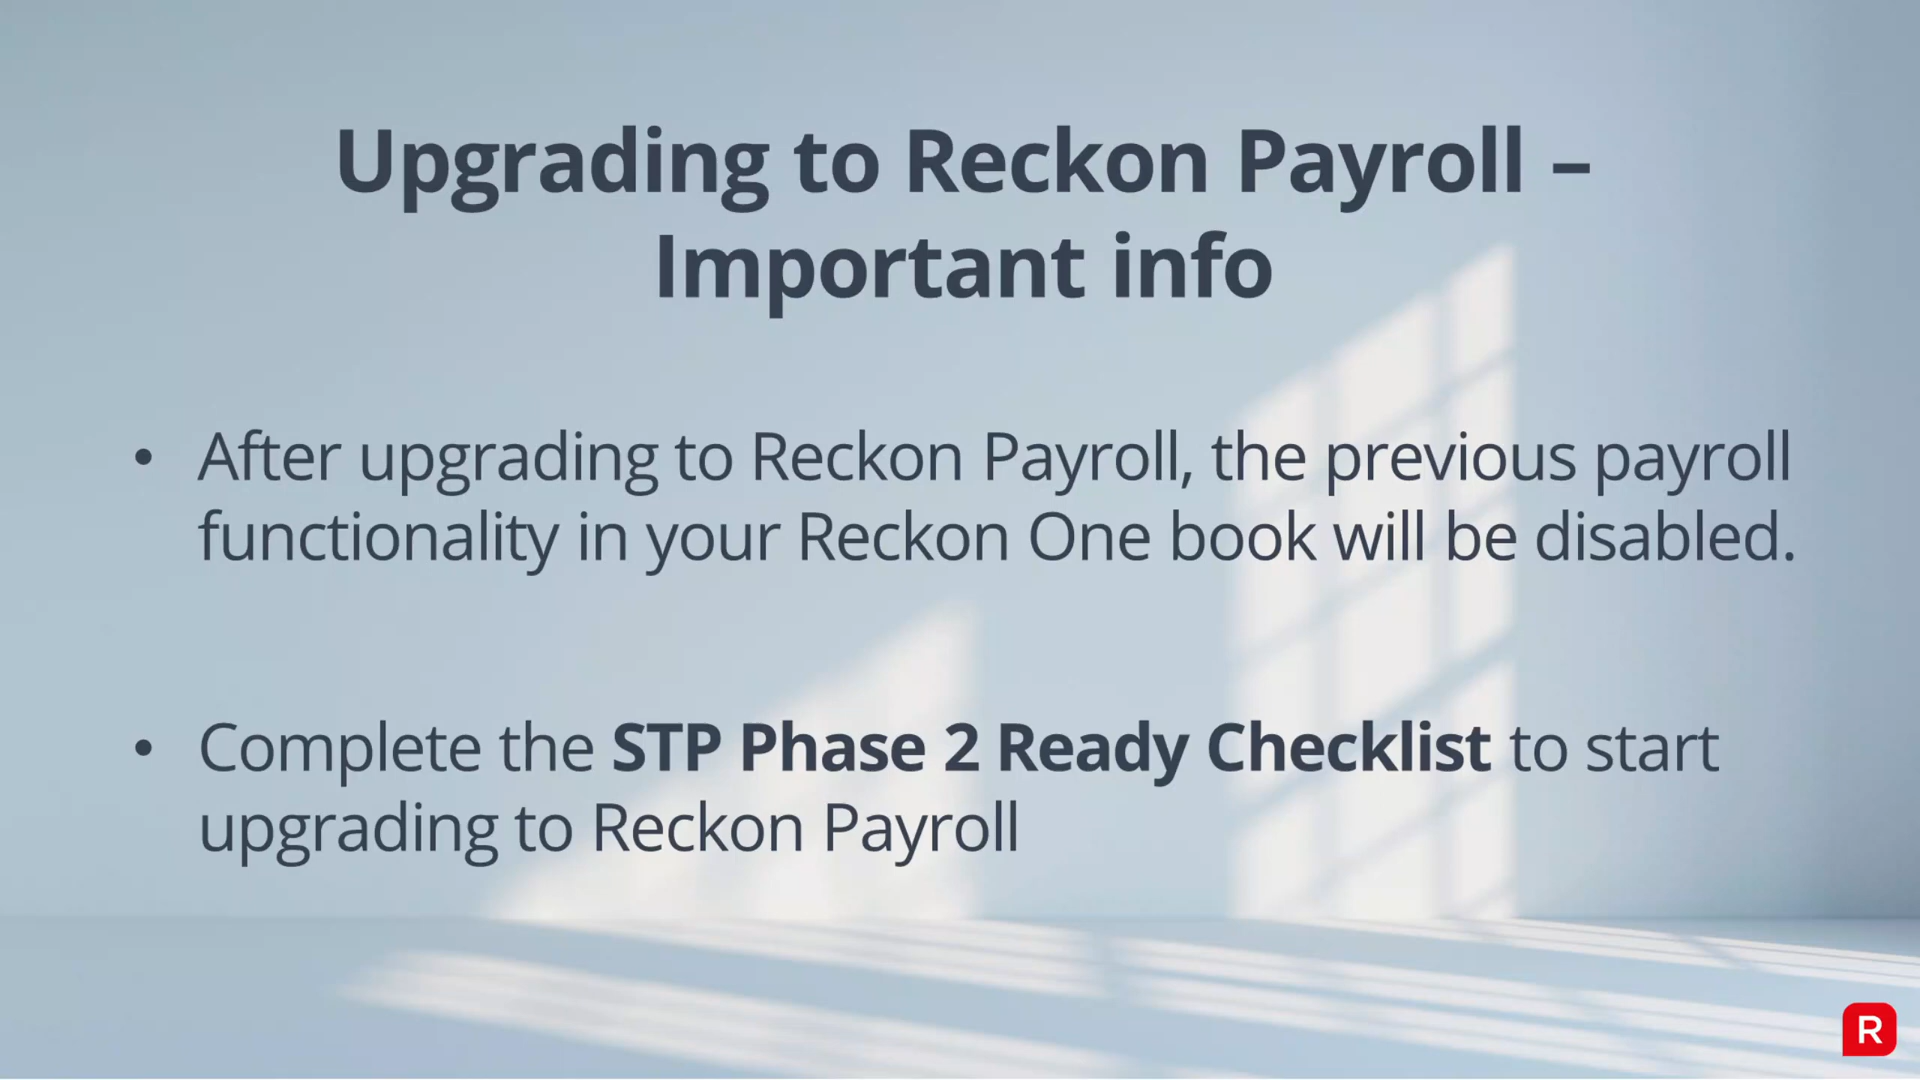 Upgrading to Reckon Payroll –
Important info
• After upgrading to Reckon Payroll, the previous payroll
functionality in your Reckon One book will be disabled.
• Complete the STP Phase 2 Ready Checklist to start
upgrading to Reckon Payroll
R